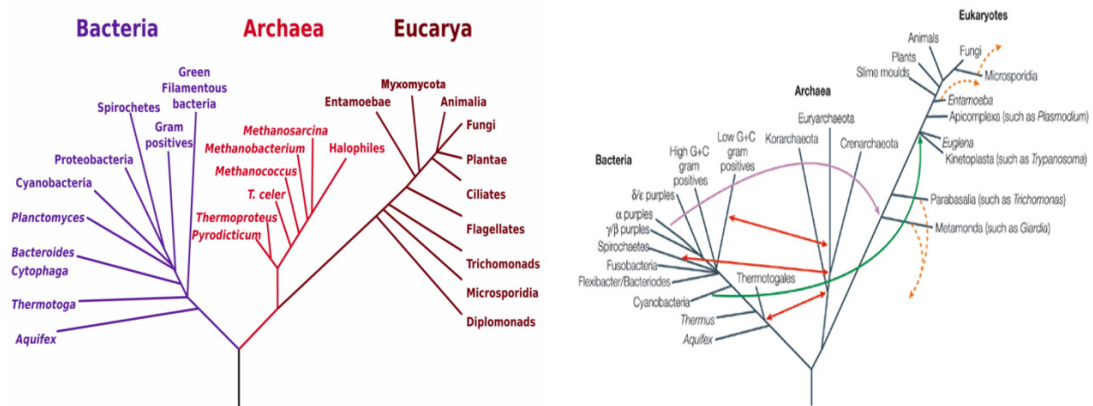 Bacteria
Archaea
Eucarya
Green
Filamentous
bacteria
Spirochetes
Gram
positives
Proteobacteria
Cyanobacteria
Planctomyces
Bacteroides
Cytophaga
Thermotoga
Aquifex
Methanosarcina
Methanobacterium
Halophiles
Methanococcus
T. celer
Thermoproteus
Pyrodicticum
Myxomycota
Entamoebae
Animalia
Fungi
Plantae
Ciliates
Flagellates
Trichomonads
Microsporidia
Diplomonads
Eukaryotes
Animals
Fungi
Plants
Slime moulds
Microsporidia
Entamoeba
Apicomplexa (such as Plasmodium)
Euglena
Kinetoplasta (such as Trypanosoma)
Parabasalia (such as Trichomonas)
Metamonda (such as Giardia)
Archaea
Euryarchaeota
Korarchaeota
Crenarchaeota
Bacteria
Low G+C
gram
positives
High G+C
gram
positives
δ/ε purples
α purples
γ/β purples
Spirochaetes
Fusobacteria
Flexibacter/Bacteriodes
Thermotogales
Cyanobacteria
Thermus
Aquifex